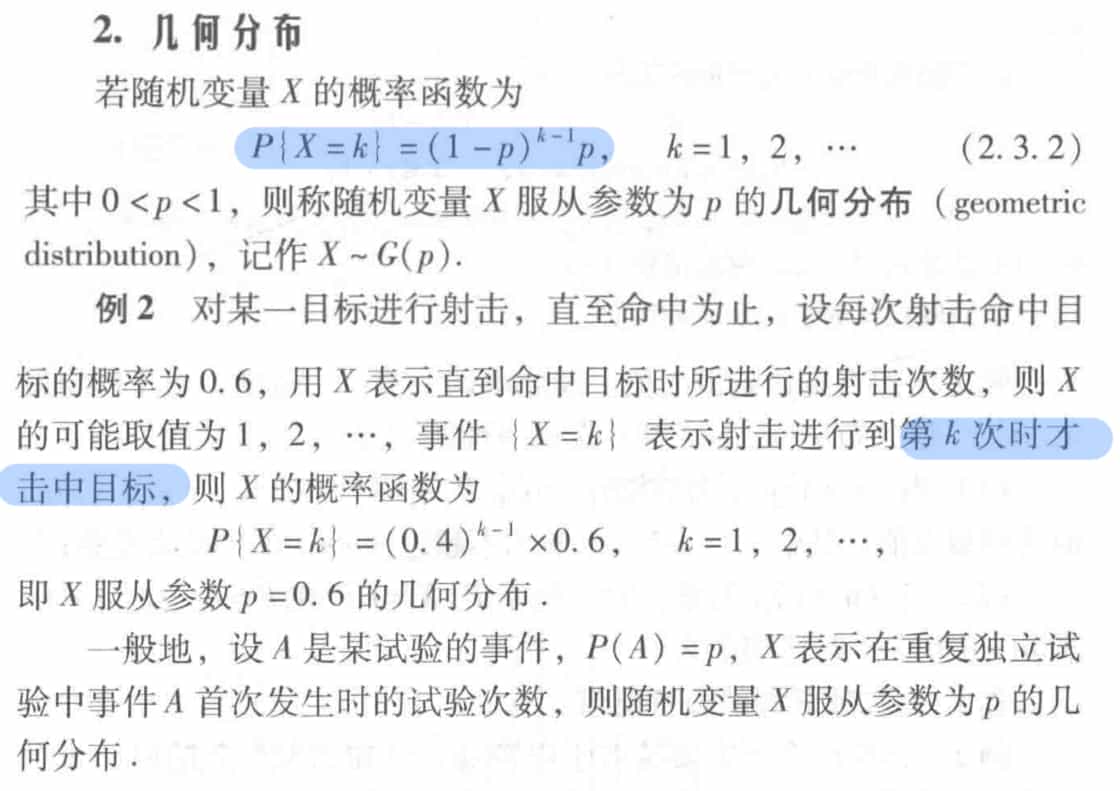 2. 几何分布
若随机变量 X 的概率函数为
P{X=k}=(1-p)^{k-1}p, k=1, 2, … (2.3.2)
其中 0<p<1, 则称随机变量 X 服从参数为 p 的几何分布 (geometric
distribution), 记作 X~G(p).
例 2 对某一目标进行射击, 直至命中为止, 设每次射击命中目
标的概率为 0.6, 用 X 表示直到命中目标时所进行的射击次数, 则 X
的可能取值为 1, 2, …, 事件 {X=k} 表示射击进行到第 k 次时才
击中目标, 则 X 的概率函数为
P{X=k}=(0.4)^{k-1}×0.6, k=1, 2, …,
即 X 服从参数 p=0.6 的几何分布.
一般地, 设 A 是某试验的事件, P(A)=p, X 表示在重复独立试
验中事件 A 首次发生时的试验次数, 则随机变量 X 服从参数为 p 的几
何分布.